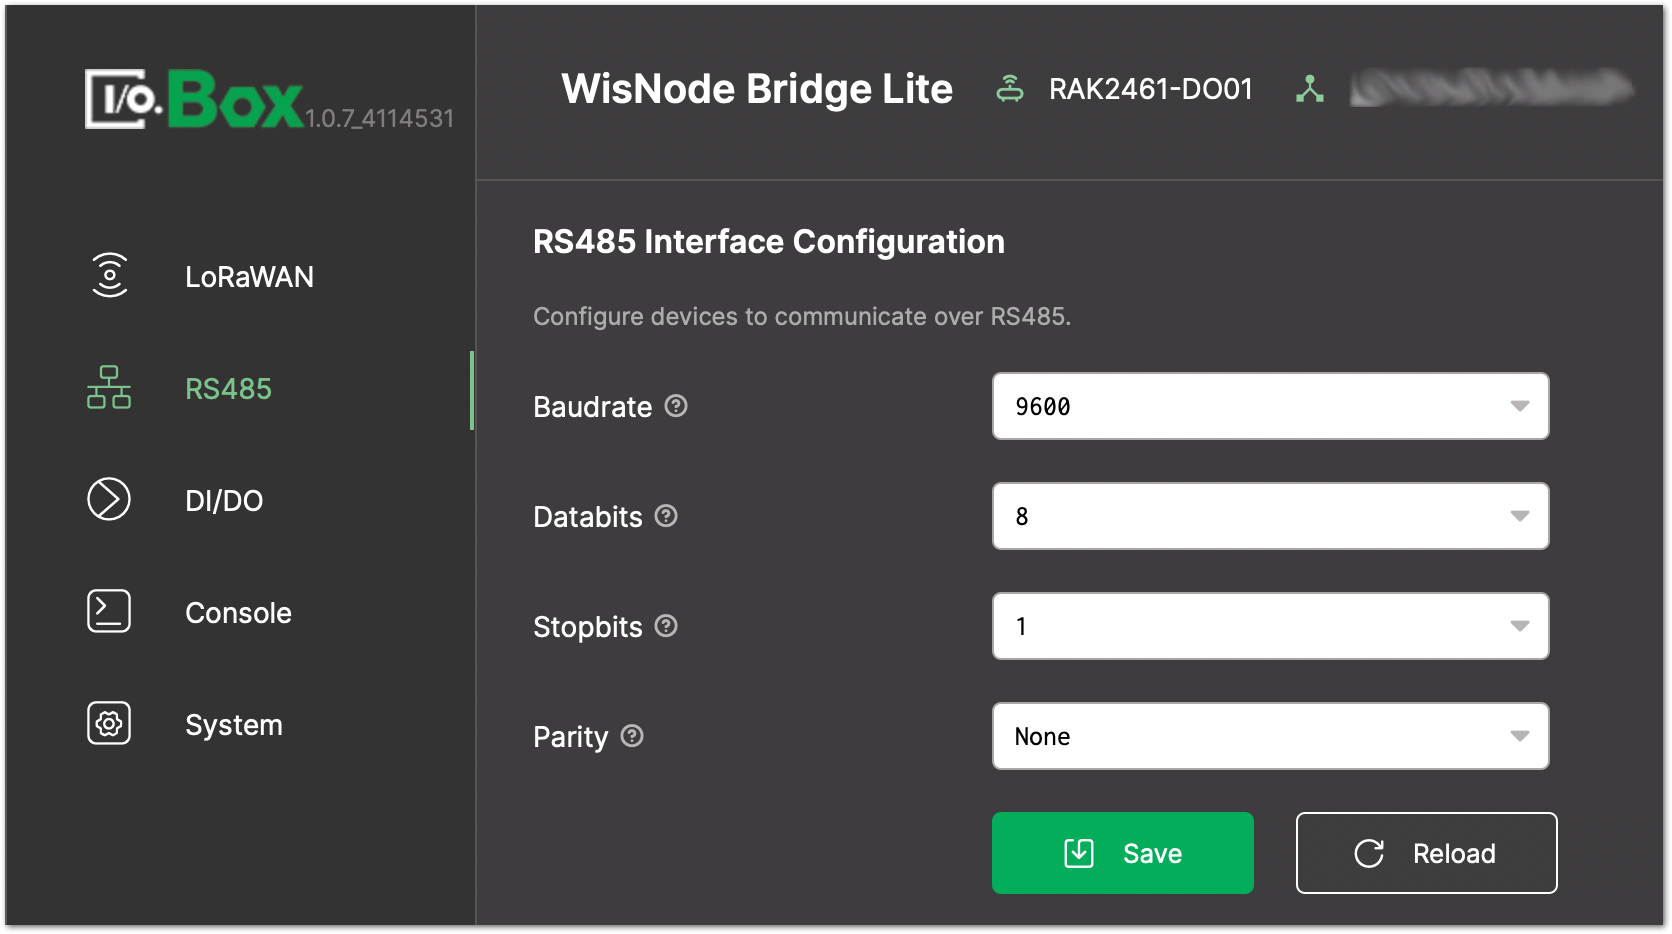 I/O.Box 1.0.7_4114531
WisNode Bridge Lite RAK2461-DO01
LoRaWAN
RS485
DI/DO
Console
System
RS485 Interface Configuration
Configure devices to communicate over RS485.
Baudrate 9600
Databits 8
Stopbits 1
Parity None
Save Reload